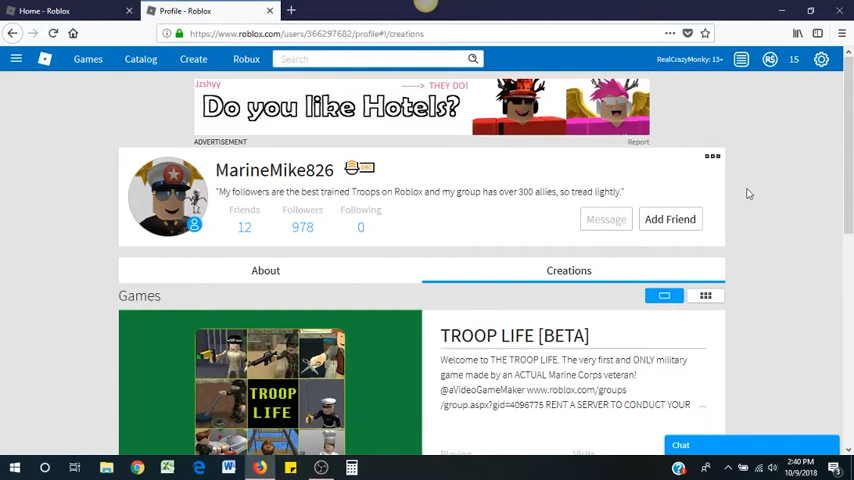 Home - Roblox
Profile - Roblox
https://www.roblox.com/users/366297682/profile#!/creations
Games Catalog Create Robux Search RealCrazyMonky: 13+ 15
Jzshyy
------> THEY DO!
Do you like Hotels?
ADVERTISEMENT Report
MarineMike826 OBC
"My followers are the best trained Troops on Roblox and my group has over 300 allies, so tread lightly."
Friends Followers Following
12 978 0
Message Add Friend
About Creations
Games
TROOP LIFE
TROOP LIFE [BETA]
Welcome to THE TROOP LIFE. The very first and ONLY military
game made by an ACTUAL Marine Corps veteran!
@aVideoGameMaker www.roblox.com/groups
/group.aspx?gid=4096775 RENT A SERVER TO CONDUCT YOUR ...
Playing Visits
Chat
2:40 PM
10/9/2018
3